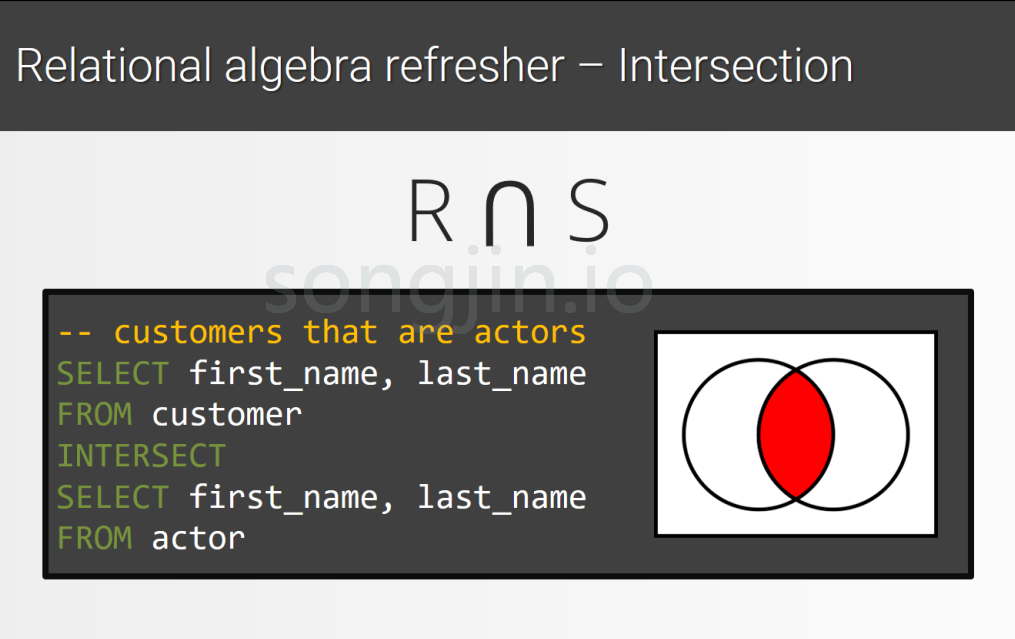 Relational algebra refresher – Intersection
R ∩ S
songjin.io
-- customers that are actors
SELECT first_name, last_name
FROM customer
INTERSECT
SELECT first_name, last_name
FROM actor